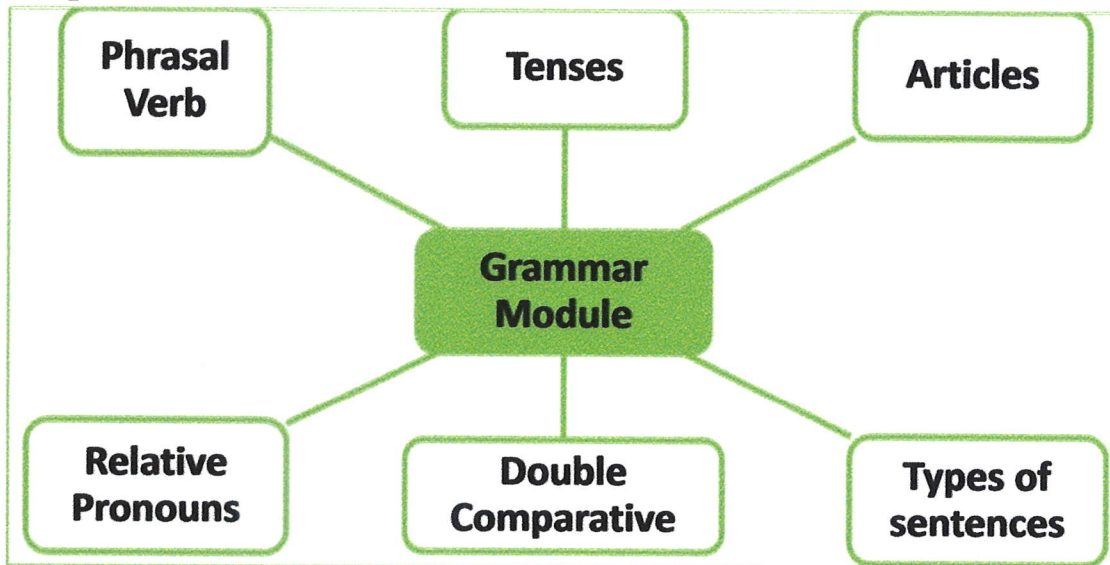 Phrasal
Verb
Tenses
Articles
Grammar
Module
Relative
Pronouns
Double
Comparative
Types of
sentences